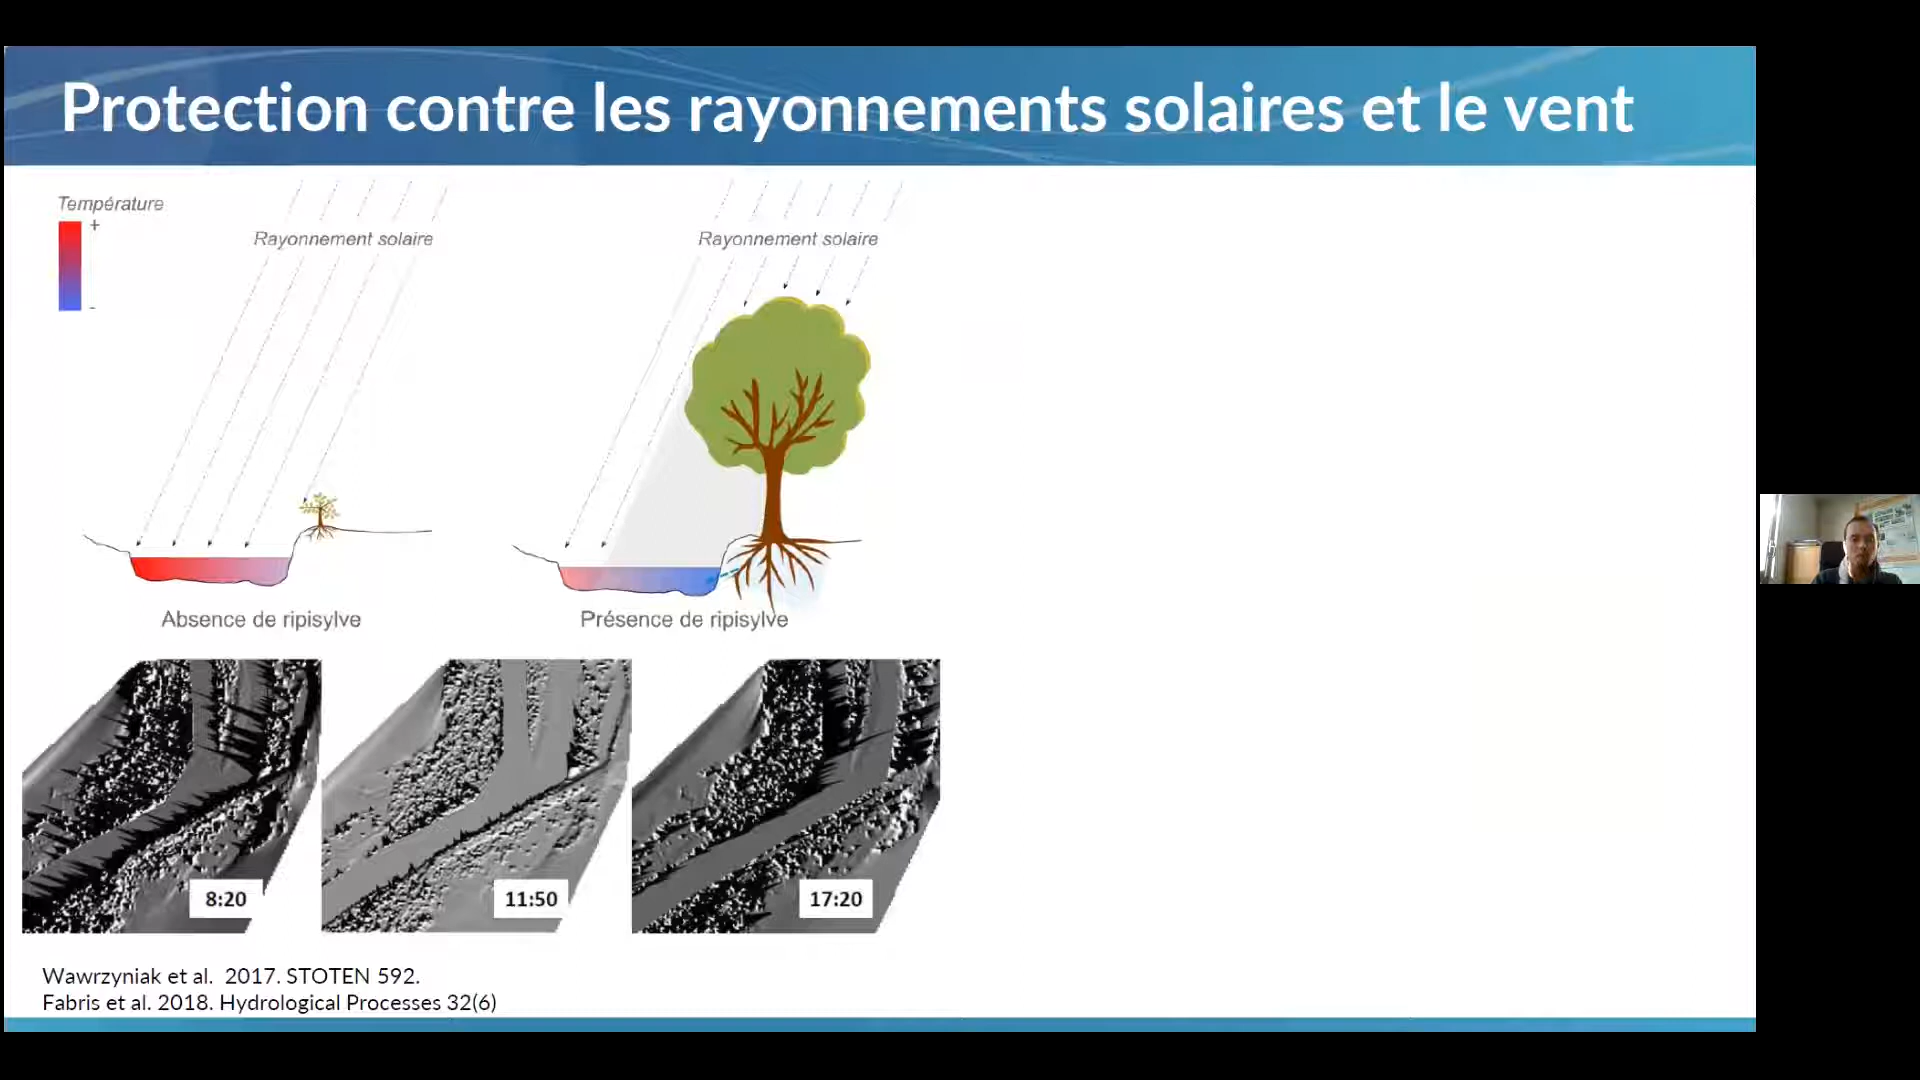 Protection contre les rayonnements solaires et le vent
Température
+
-
Rayonnement solaire
Rayonnement solaire
Absence de ripisylve
Présence de ripisylve
8:20
11:50
17:20
Wawrzyniak et al. 2017. STOTEN 592.
Fabris et al. 2018. Hydrological Processes 32(6)